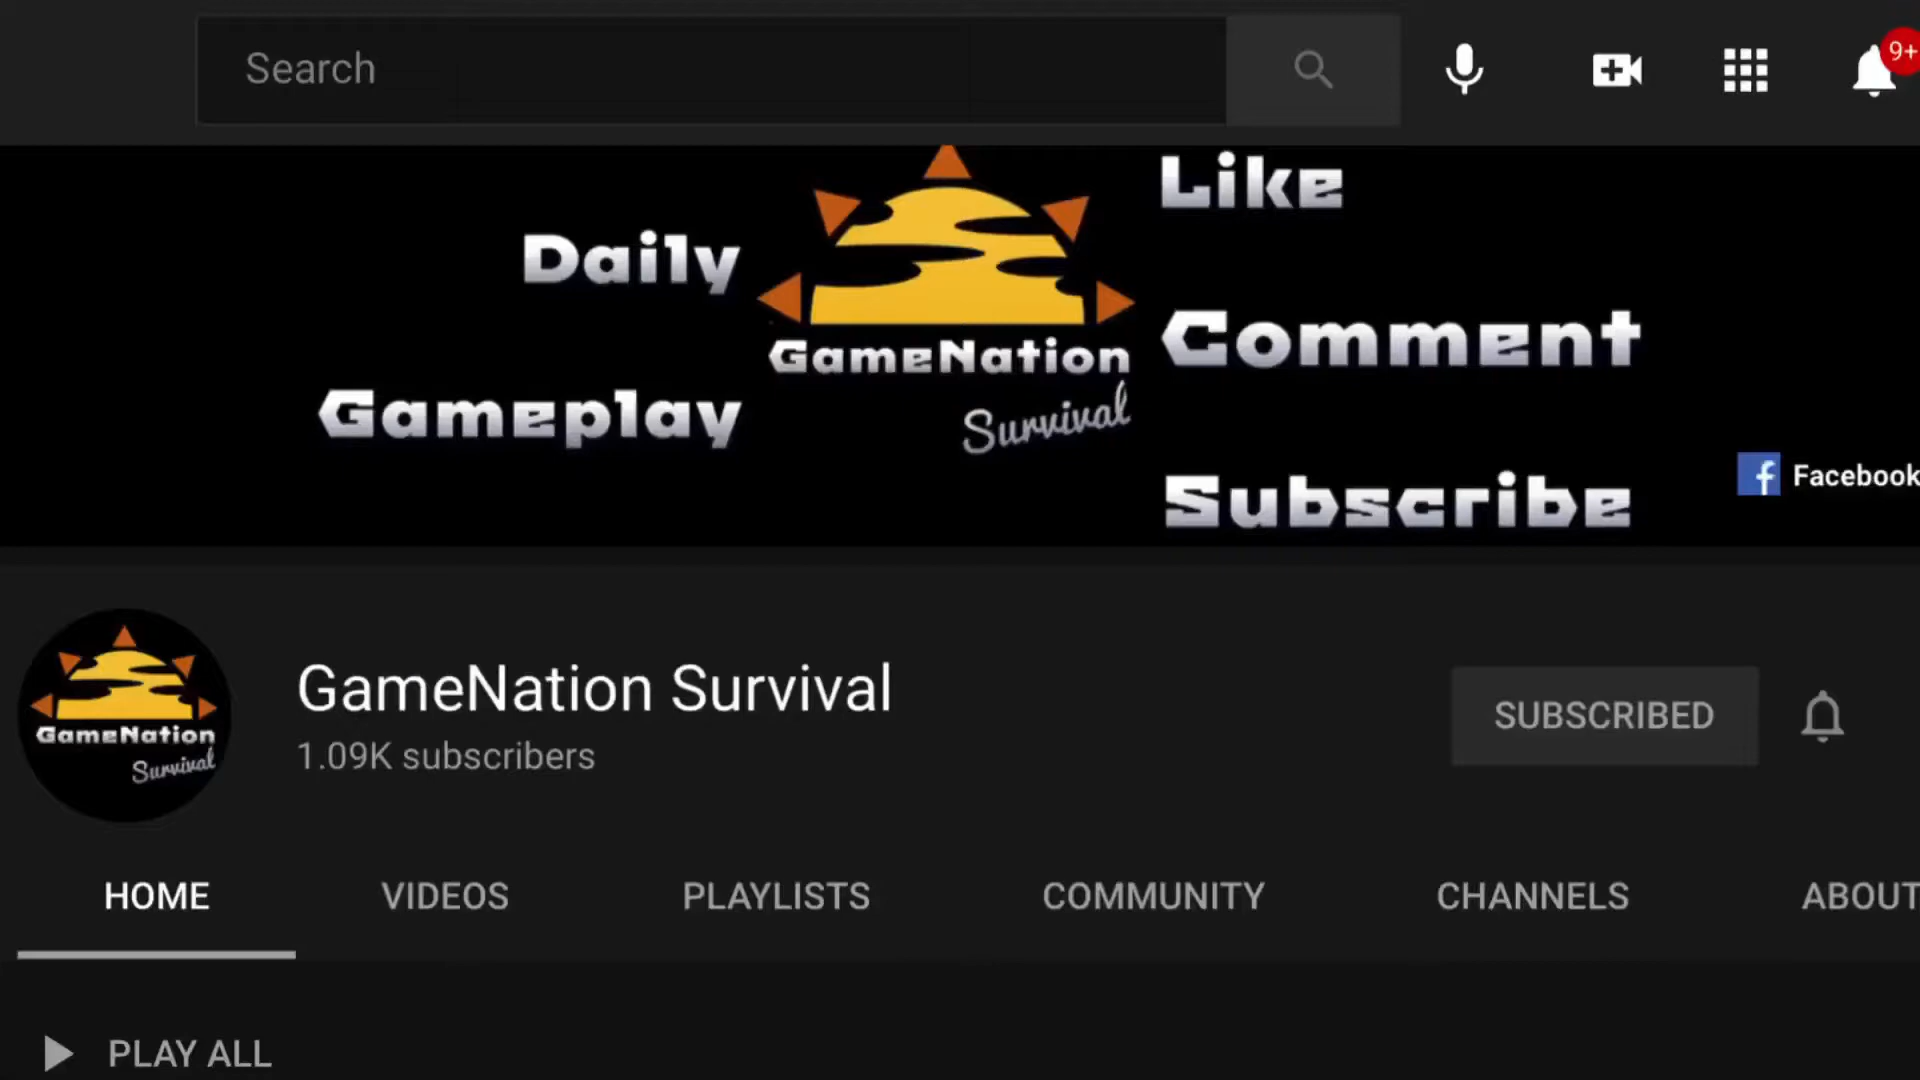 Search
9+
Daily
Gameplay
GameNation
Survival
Like
Comment
Subscribe
Facebook
GameNation
Survival
GameNation Survival
1.09K subscribers
SUBSCRIBED
HOME
VIDEOS
PLAYLISTS
COMMUNITY
CHANNELS
ABOUT
PLAY ALL